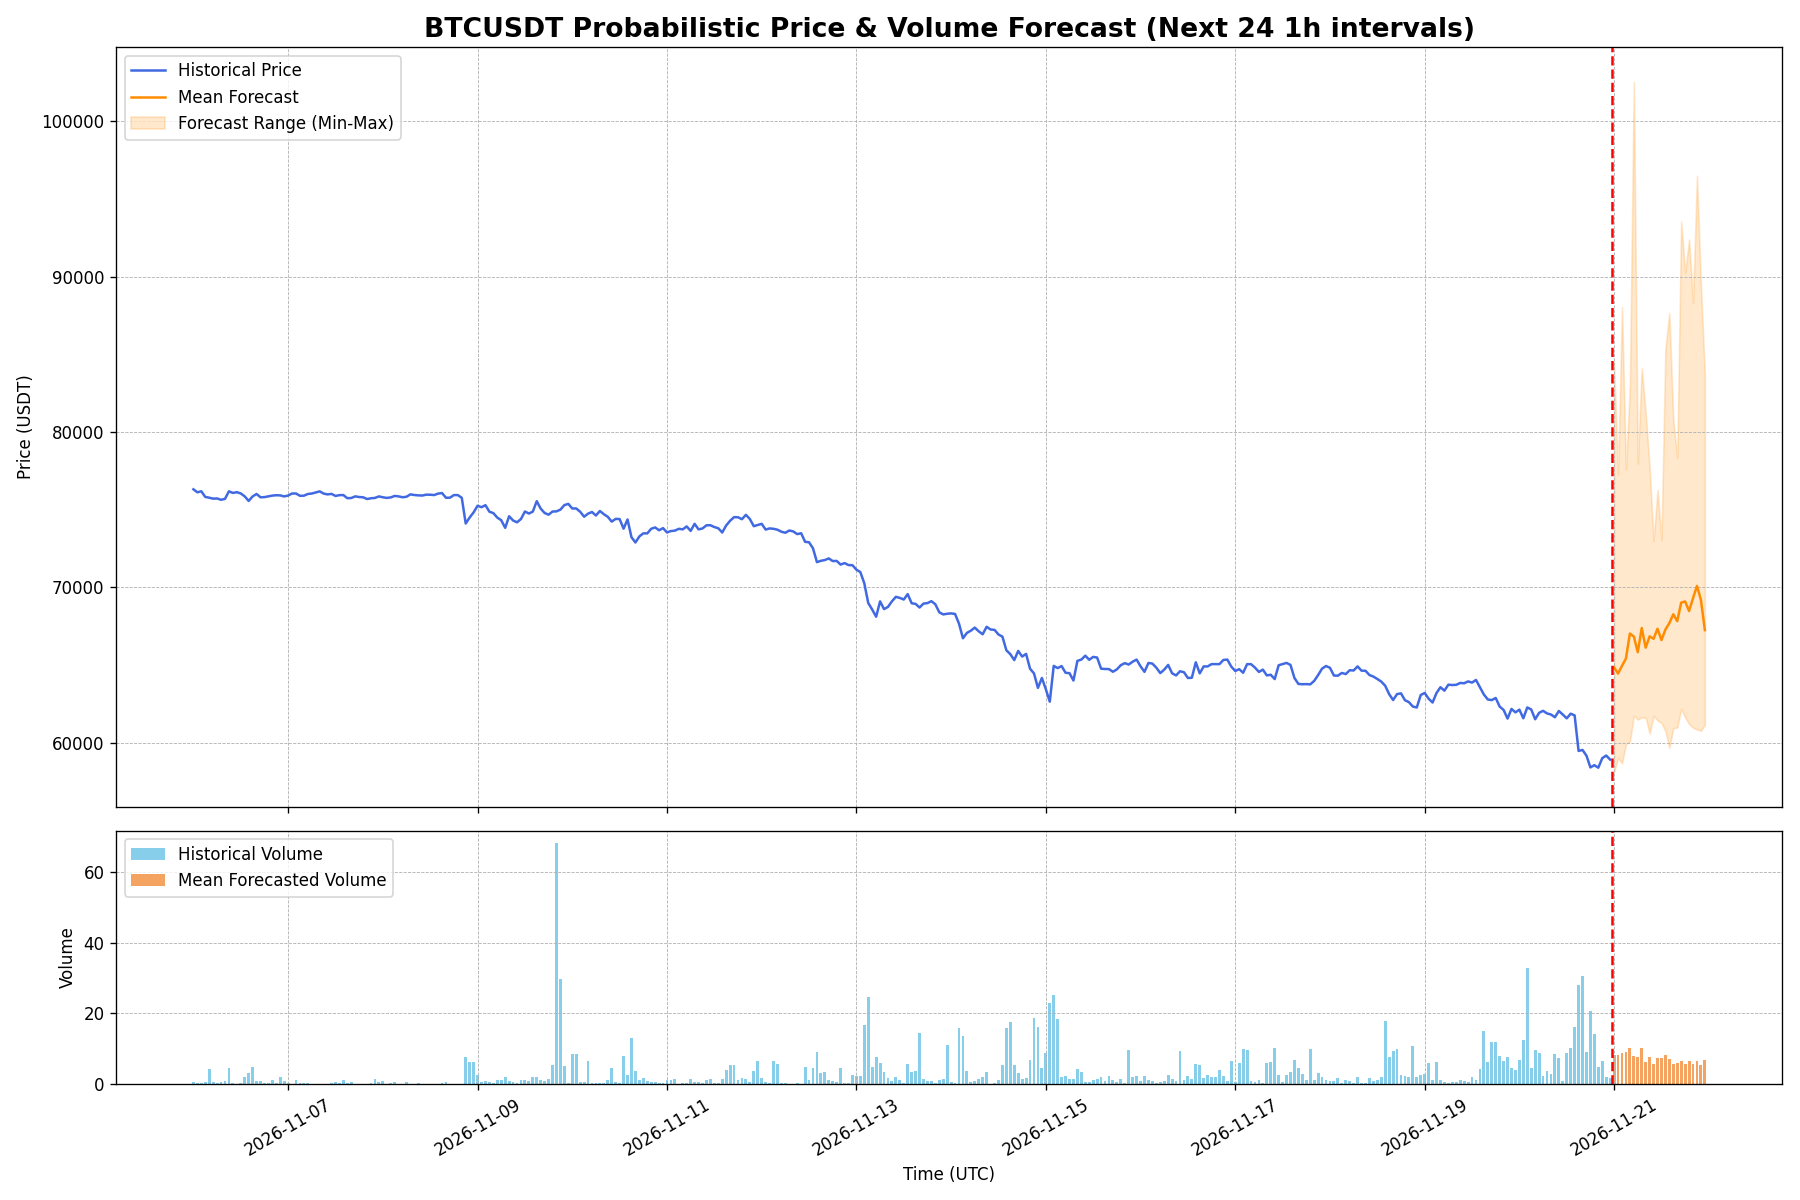 BTCUSDT Probabilistic Price & Volume Forecast (Next 24 1h intervals)
Historical Price
Mean Forecast
Forecast Range (Min-Max)
Price (USDT)
100000
90000
80000
70000
60000
Historical Volume
Mean Forecasted Volume
Volume
60
40
20
0
2026-11-07
2026-11-09
2026-11-11
2026-11-13
2026-11-15
2026-11-17
2026-11-19
2026-11-21
Time (UTC)